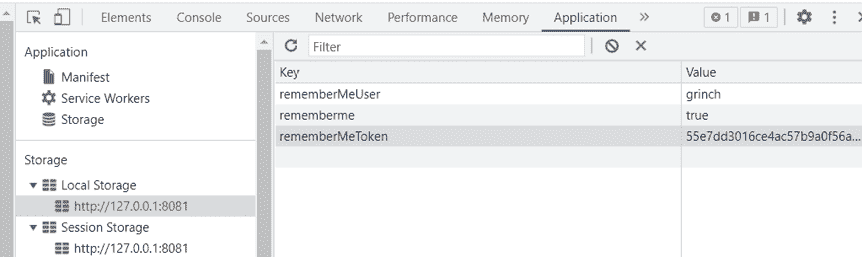 Elements Console Sources Network Performance Memory Application » 1 1
Application
Manifest
Service Workers
Storage
Storage
Local Storage
http://127.0.0.1:8081
Session Storage
http://127.0.0.1:8081
Filter
Key Value
rememberMeUser grinch
rememberme true
rememberMeToken 55e7dd3016ce4ac57b9a0f56a...